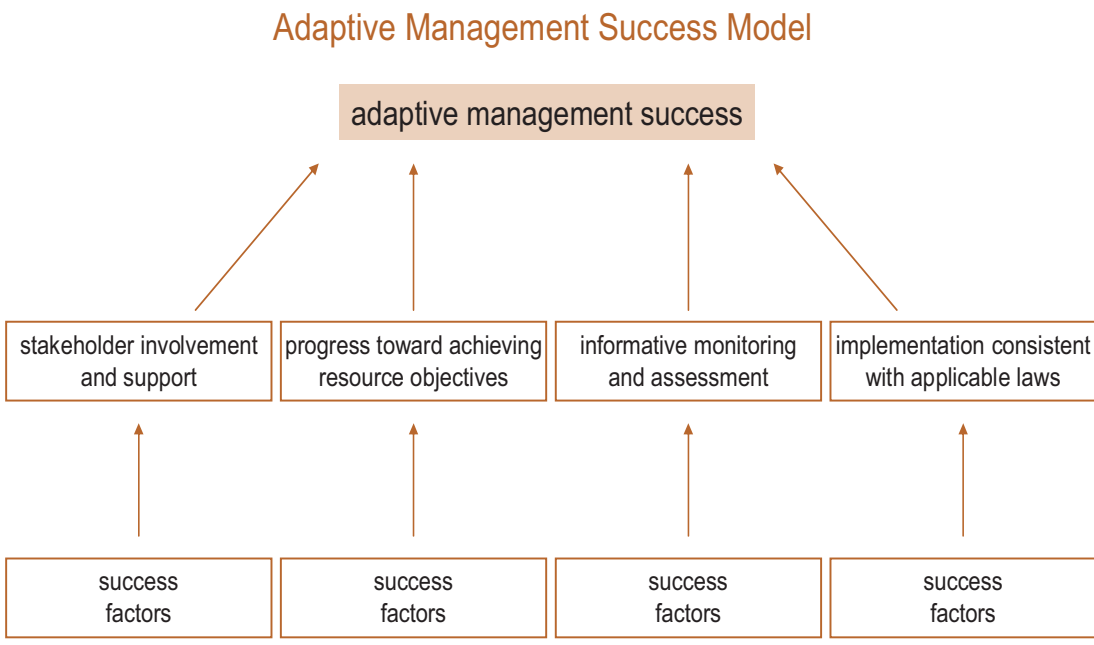 Adaptive Management Success Model
adaptive management success
stakeholder involvement
and support
progress toward achieving
resource objectives
informative monitoring
and assessment
implementation consistent
with applicable laws
success
factors
success
factors
success
factors
success
factors